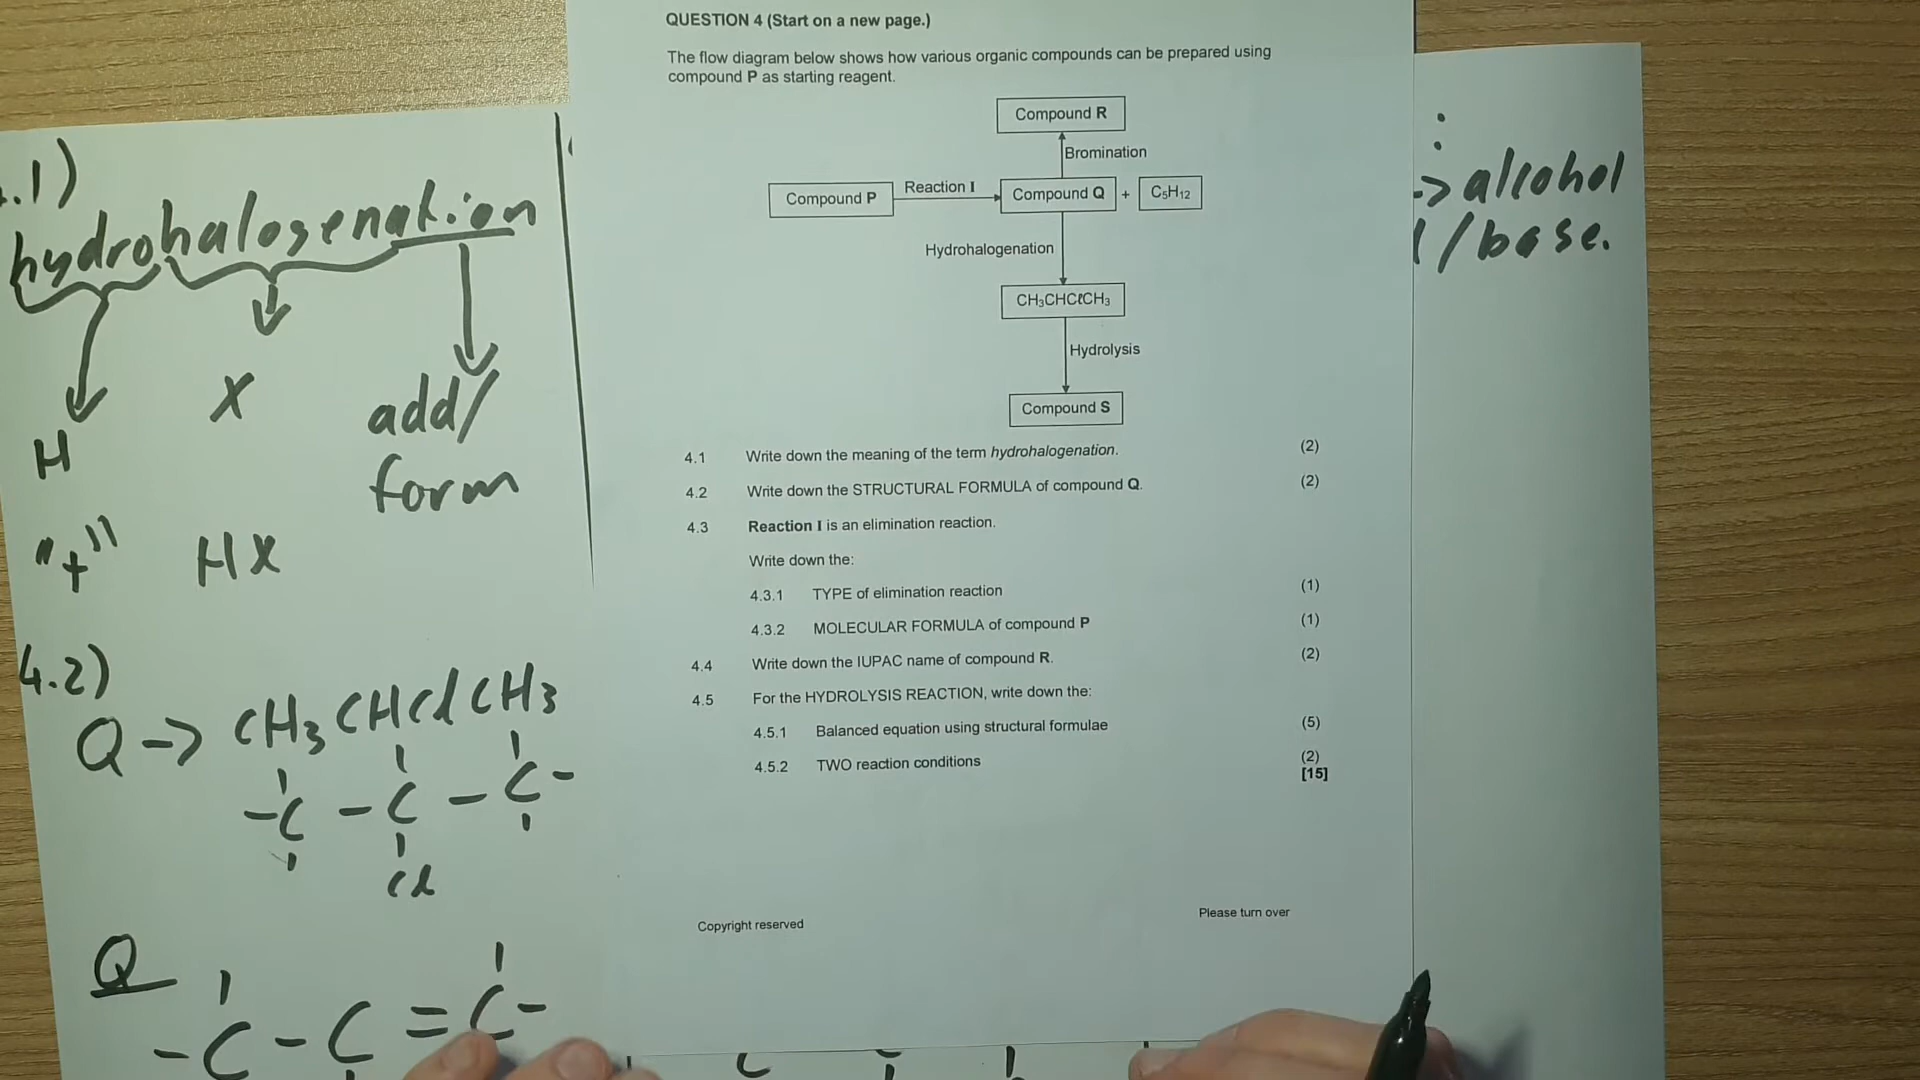 QUESTION 4 (Start on a new page.)
The flow diagram below shows how various organic compounds can be prepared using
compound P as starting reagent.
Compound R
Bromination
Compound P
Reaction I
Compound Q
+
C₅H₁₂
Hydrohalogenation
CH₃CHCℓCH₃
Hydrolysis
Compound S
4.1 Write down the meaning of the term hydrohalogenation. (2)
4.2 Write down the STRUCTURAL FORMULA of compound Q. (2)
4.3 Reaction I is an elimination reaction.
Write down the:
4.3.1 TYPE of elimination reaction (1)
4.3.2 MOLECULAR FORMULA of compound P (1)
4.4 Write down the IUPAC name of compound R. (2)
4.5 For the HYDROLYSIS REACTION, write down the:
4.5.1 Balanced equation using structural formulae (5)
4.5.2 TWO reaction conditions (2)
[15]
Copyright reserved
Please turn over
.1)
hydrohalogenation
H
X
add/
form
"+" HX
4.2)
Q -> CH3CHClCH3
-C - C - C-
Cl
Q
-C - C = C-
-> alcohol
/base.